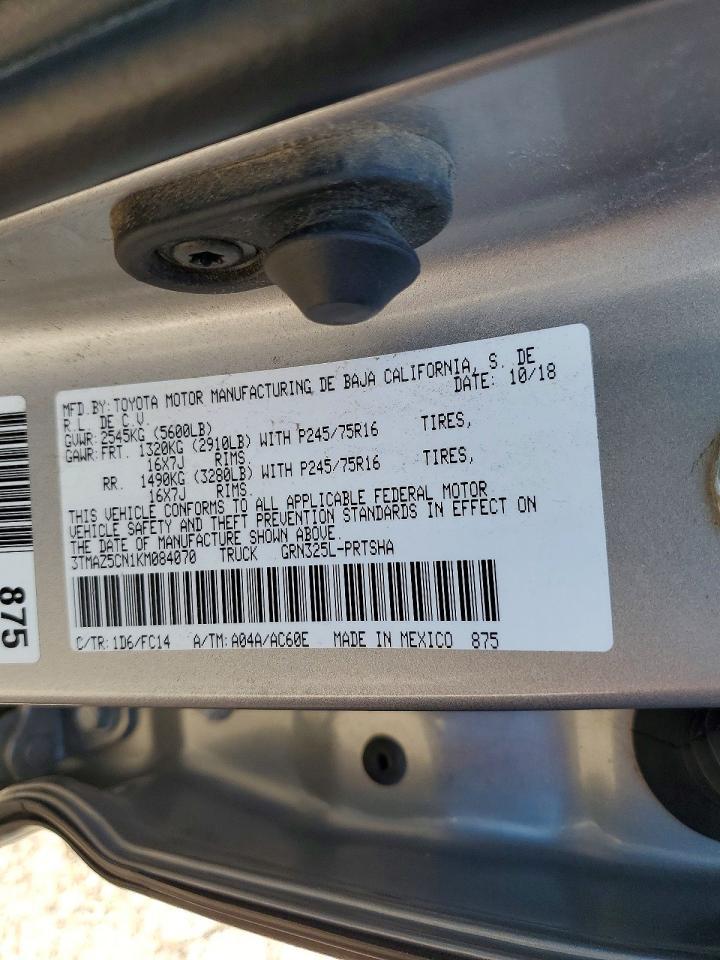 MFD.BY:TOYOTA MOTOR MANUFACTURING DE BAJA CALIFORNIA, S. DE
R.L. DE C.V. DATE: 10/18
GVWR:2545KG (5600LB)
GAWR:FRT. 1320KG (2910LB) WITH P245/75R16 TIRES,
16X7J RIMS.
RR. 1490KG (3280LB) WITH P245/75R16 TIRES,
16X7J RIMS.
THIS VEHICLE CONFORMS TO ALL APPLICABLE FEDERAL MOTOR
VEHICLE SAFETY AND THEFT PREVENTION STANDARDS IN EFFECT ON
THE DATE OF MANUFACTURE SHOWN ABOVE.
3TMAZ5CN1KM084070 TRUCK GRN325L-PRTSHA
C/TR:1D6/FC14 A/TM:A04A/AC60E MADE IN MEXICO 875
875